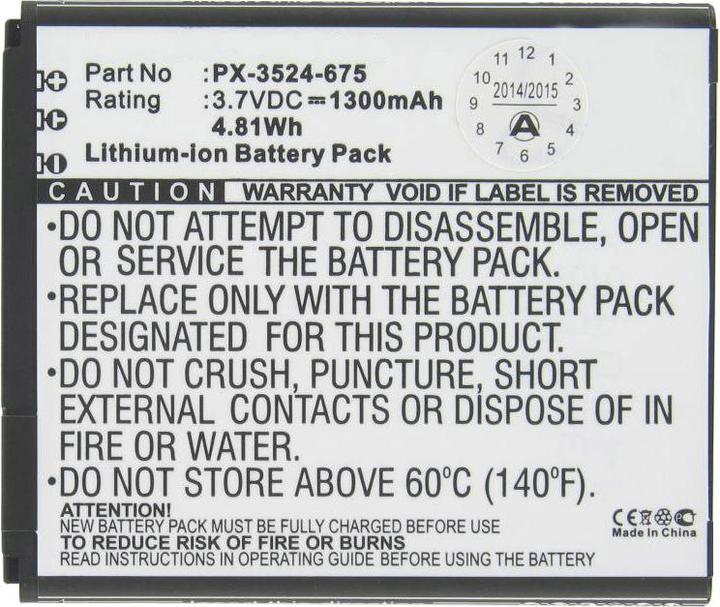 Part No :PX-3524-675
Rating :3.7VDC⎓1300mAh
4.81Wh
Lithium-ion Battery Pack
11 12 1
10 2
9 2014/2015 3
8 A 4
7 6 5
CAUTION WARRANTY VOID IF LABEL IS REMOVED
•DO NOT ATTEMPT TO DISASSEMBLE, OPEN
OR SERVICE THE BATTERY PACK.
•REPLACE ONLY WITH THE BATTERY PACK
DESIGNATED FOR THIS PRODUCT.
•DO NOT CRUSH, PUNCTURE, SHORT
EXTERNAL CONTACTS OR DISPOSE OF IN
FIRE OR WATER.
•DO NOT STORE ABOVE 60°C (140°F).
ATTENTION!
NEW BATTERY PACK MUST BE FULLY CHARGED BEFORE USE
TO REDUCE RISK OF FIRE OR BURNS
READ INSTRUCTIONS IN OPERATING GUIDE BEFORE USING THE BATTERY
CE
Made In China